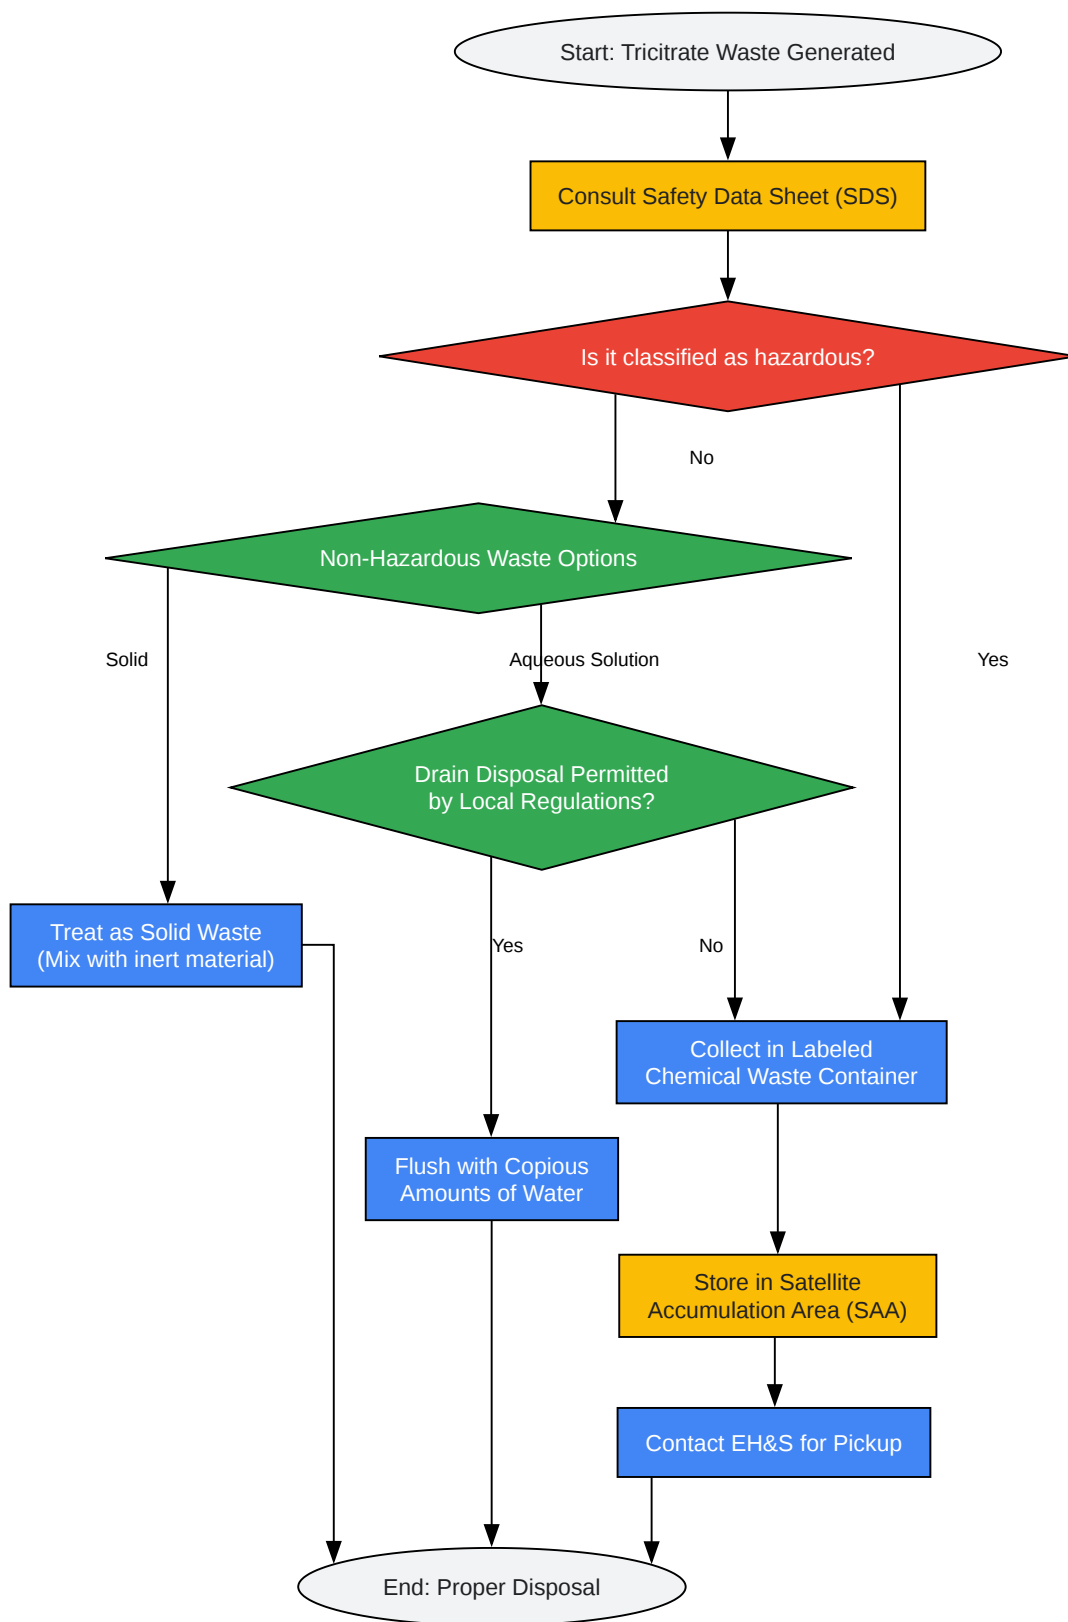 Start: Tricitrate Waste Generated
Consult Safety Data Sheet (SDS)
Is it classified as hazardous?
No
Non-Hazardous Waste Options
Solid
Aqueous Solution
Yes
Drain Disposal Permitted
by Local Regulations?
Treat as Solid Waste
(Mix with inert material)
Yes
No
Collect in Labeled
Chemical Waste Container
Flush with Copious
Amounts of Water
Store in Satellite
Accumulation Area (SAA)
Contact EH&S for Pickup
End: Proper Disposal